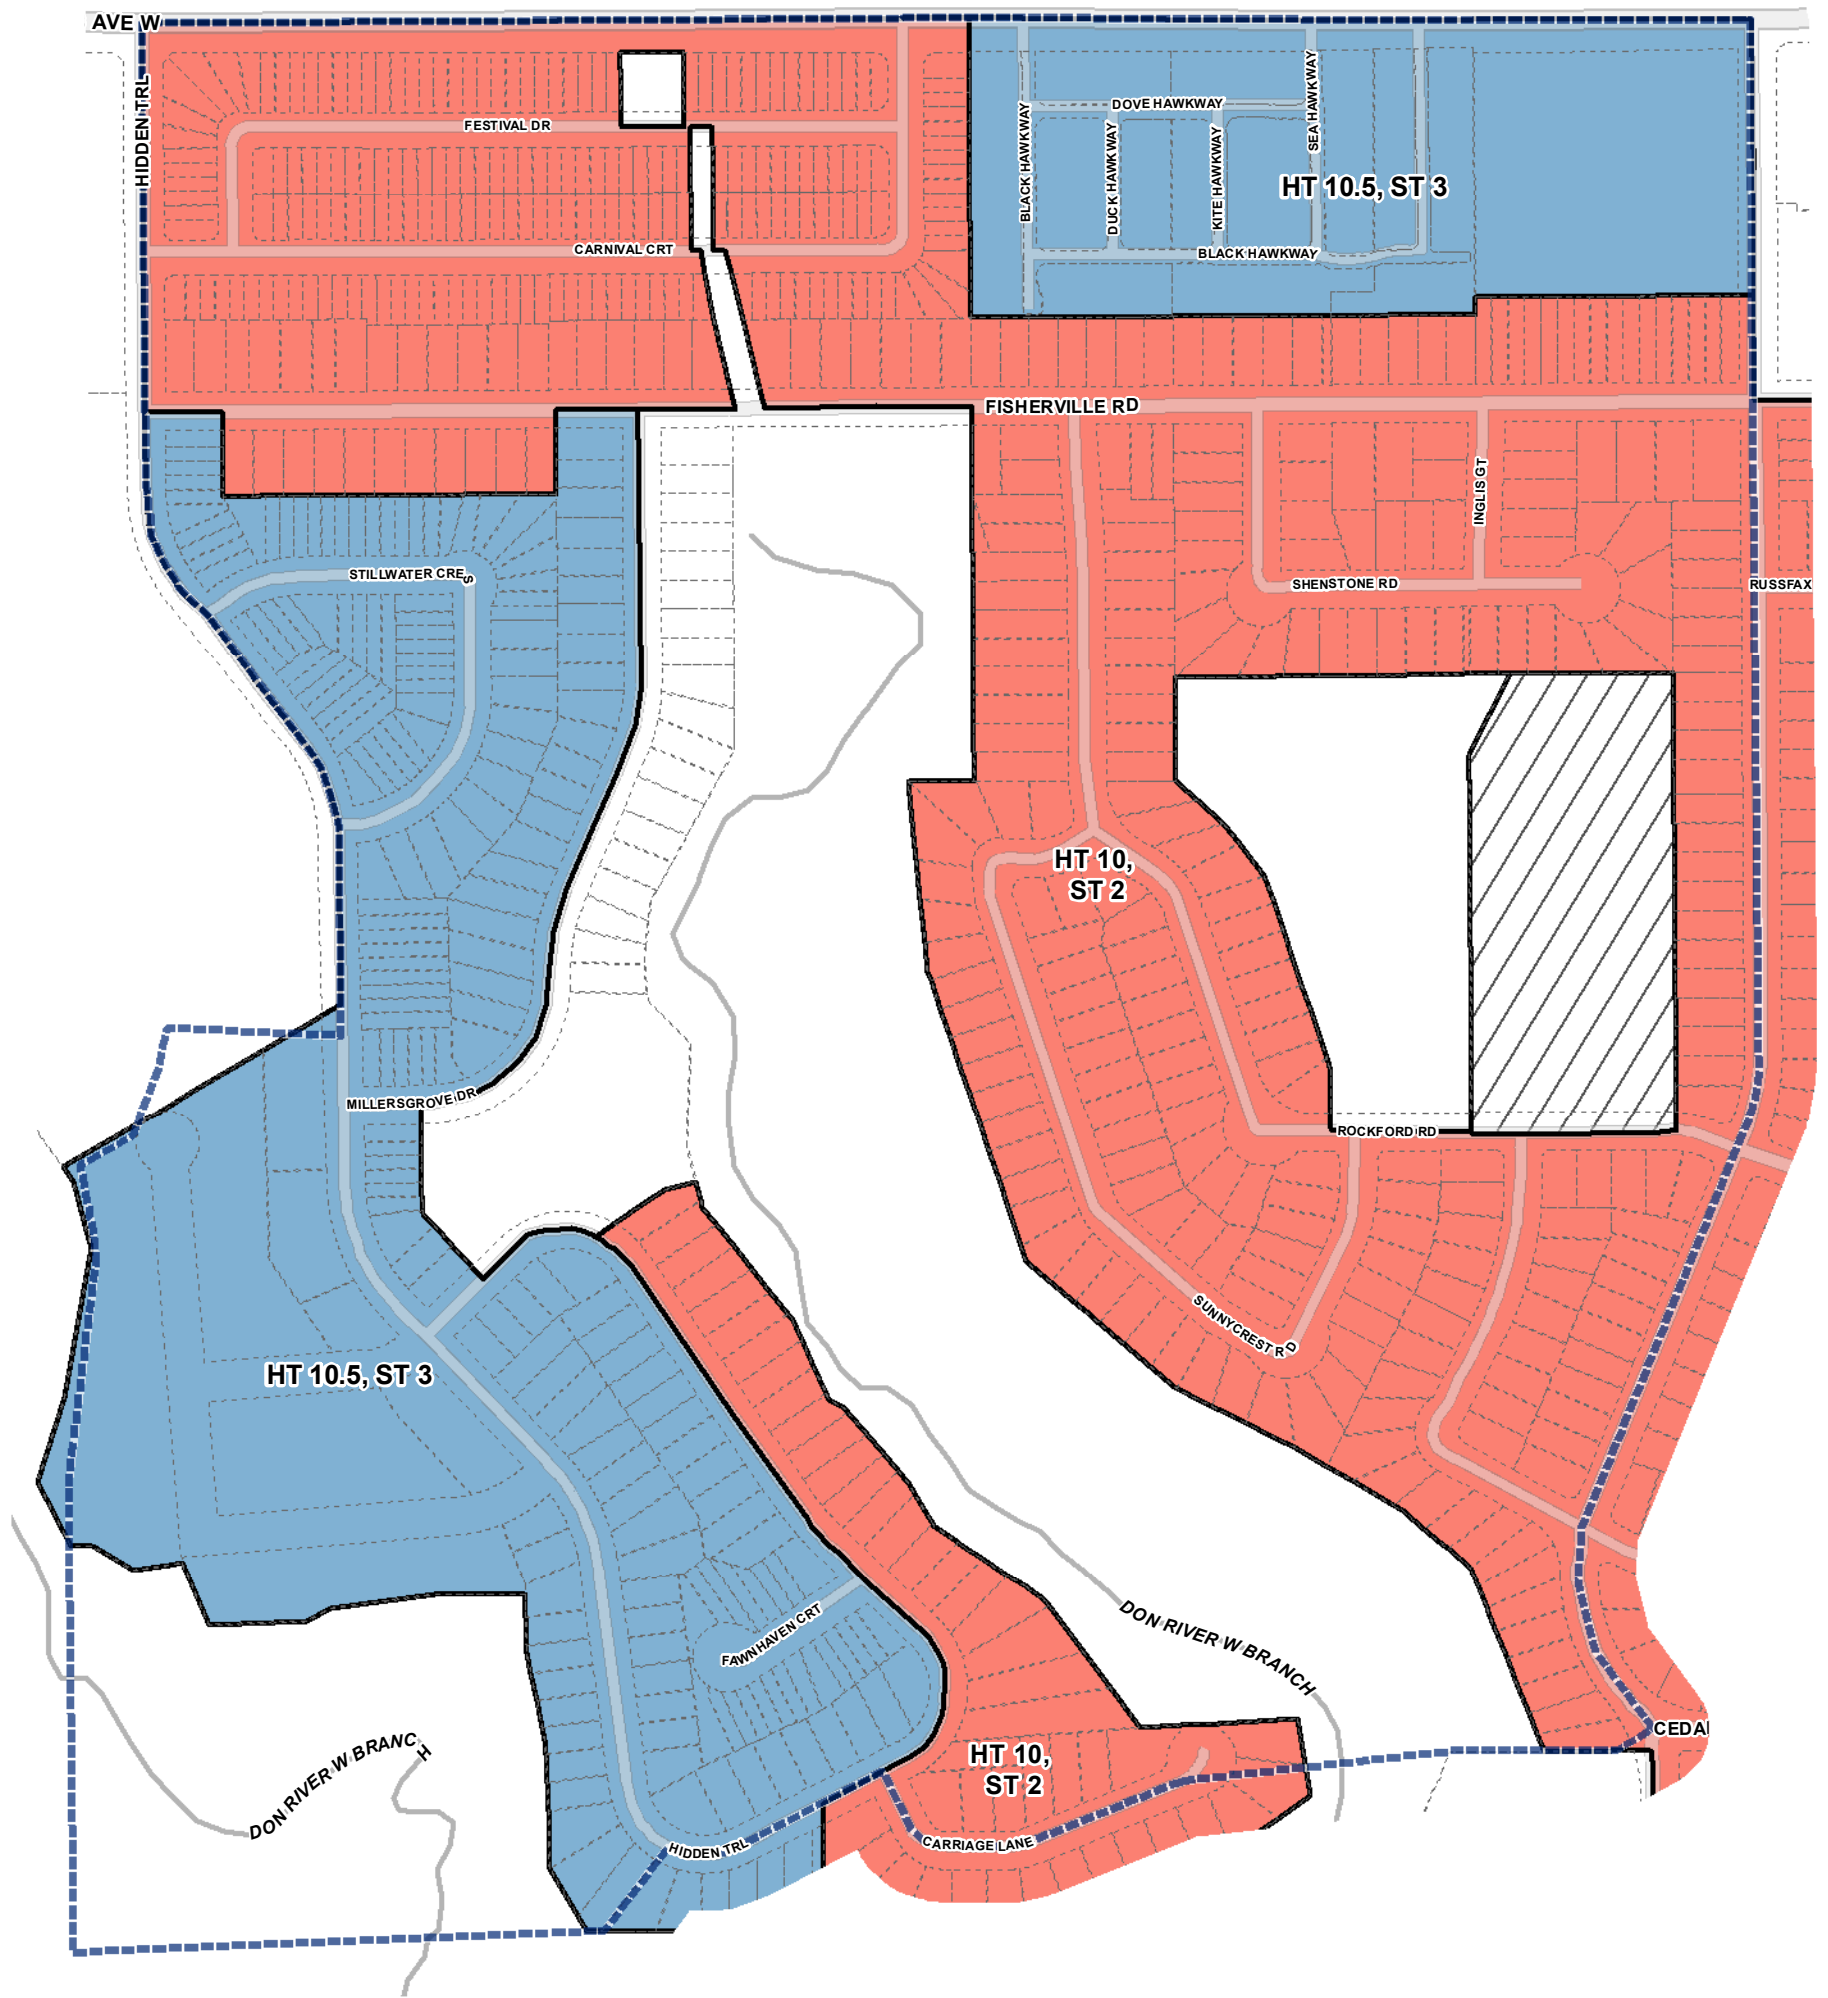 AVE W
HIDDEN TRL
FESTIVAL DR
CARNIVAL CRT
BLACK HAWKWAY
DOVE HAWKWAY
DUCK HAWKWAY
KITE HAWKWAY
SEA HAWKWAY
HT 10.5, ST 3
BLACK HAWKWAY
FISHERVILLE RD
INGLIS GT
STILLWATER CRES
SHENSTONE RD
RUSSFAX
HT 10,
ST 2
MILLERSGROVE DR
ROCKFORD RD
SUNNYCREST RD
HT 10.5, ST 3
FAWNHAVEN CRT
DON RIVER W BRANCH
DON RIVER W BRANCH
HT 10,
ST 2
CEDA
HIDDEN TRL
CARRIAGE LANE